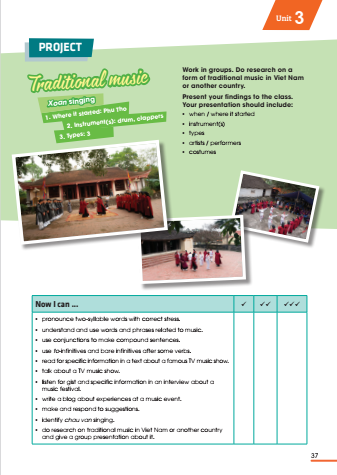 Unit 3
PROJECT
Traditional music
Xoan singing
1. Where it started: Phu Tho
2. Instrument(s): drum, clappers
3. Types: 3
Work in groups. Do research on a
form of traditional music in Viet Nam
or another country.
Present your findings to the class.
Your presentation should include:
• when / where it started
• instrument(s)
• types
• artists / performers
• costumes
Now I can ... ✓ ✓✓ ✓✓✓
• pronounce two-syllable words with correct stress.
• understand and use words and phrases related to music.
• use conjunctions to make compound sentences.
• use to-infinitives and bare infinitives after some verbs.
• read for specific information in a text about a famous TV music show.
• talk about a TV music show.
• listen for gist and specific information in an interview about a
music festival.
• write a blog about experiences at a music event.
• make and respond to suggestions.
• identify chau van singing.
• do research on traditional music in Viet Nam or another country
and give a group presentation about it.
37